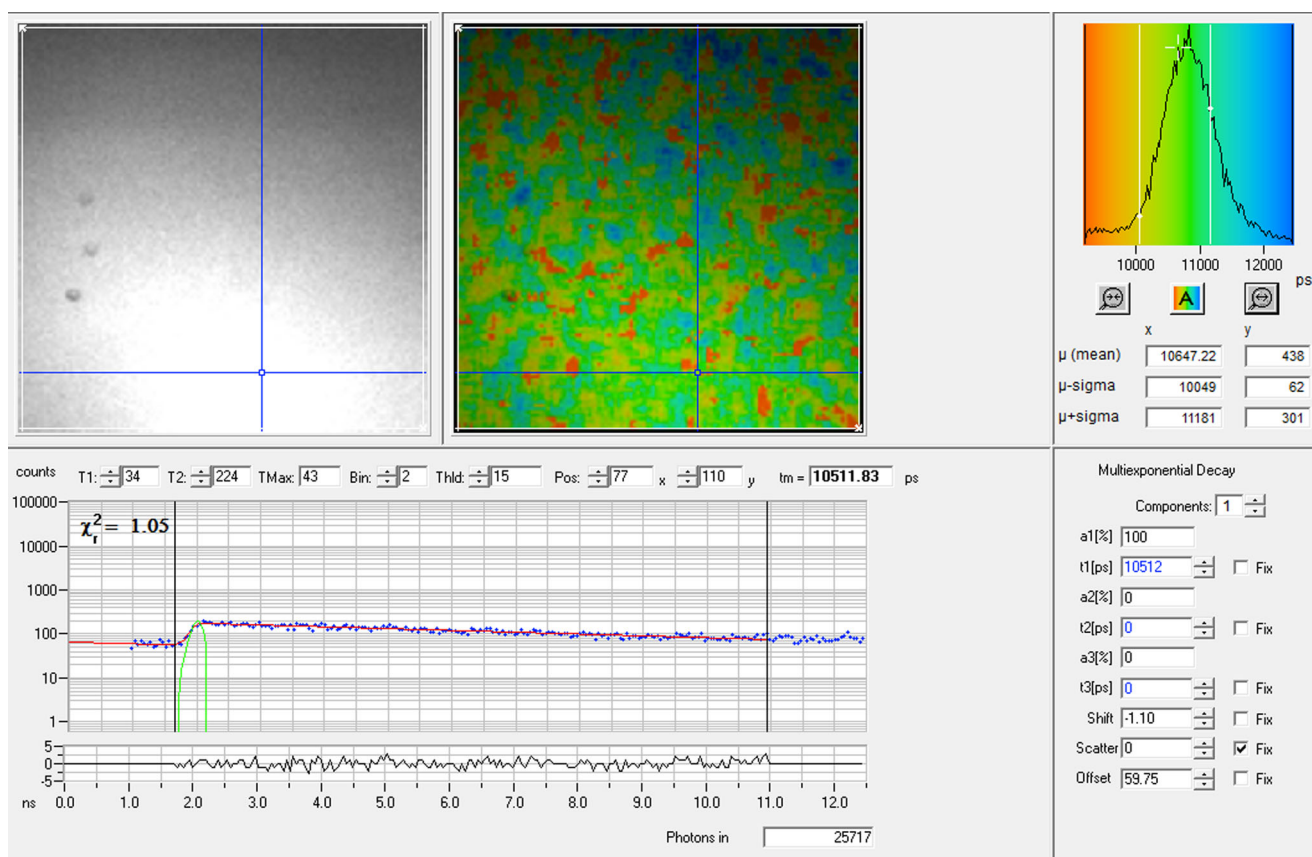 10000 11000 12000
ps
A
x y
µ (mean) 10647.22 438
µ-sigma 10049 62
µ+sigma 11181 301
counts T1: 34 T2: 224 TMax: 43 Bin: 2 Thld: 15 Pos: 77 x 110 y tm = 10511.83 ps
100000
χr2= 1.05
10000
1000
100
10
1
5
0
-5
ns 0.0 1.0 2.0 3.0 4.0 5.0 6.0 7.0 8.0 9.0 10.0 11.0 12.0
Photons in 25717
Multiexponential Decay
Components: 1
a1[%] 100
t1[ps] 10512 Fix
a2[%] 0
t2[ps] 0 Fix
a3[%] 0
t3[ps] 0 Fix
Shift -1.10 Fix
Scatter 0 Fix
Offset 59.75 Fix